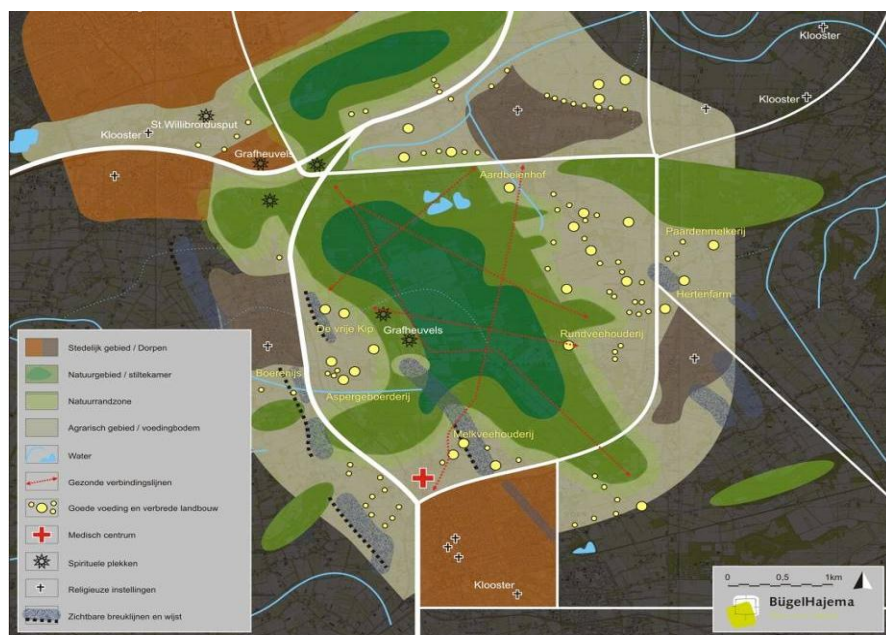 Klooster
Klooster
St.Willibrordusput
Klooster
Grafheuvels
Aardbeienhof
Paardenmelkerij
Hertenfarm
De vrije Kip
Grafheuvels
Rundveehouderij
Boerenijs
Aspergeboerderij
Melkveehouderij
Klooster
Stedelijk gebied / Dorpen
Natuurgebied / stiltekamer
Natuurrandzone
Agrarisch gebied / voedingbodem
Water
Gezonde verbindingslijnen
Goede voeding en verbrede landbouw
Medisch centrum
Spirituele plekken
Religieuze instellingen
Zichtbare breuklijnen en wijst
0 0,5 1km
BügelHajema